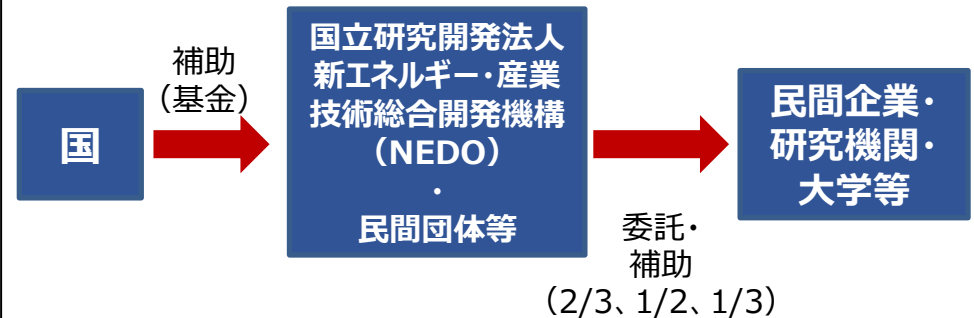 国
補助
（基金）
国立研究開発法人
新エネルギー・産業
技術総合開発機構
（NEDO）
・
民間団体等
委託・
補助
（2/3、1/2、1/3）
民間企業・
研究機関・
大学等